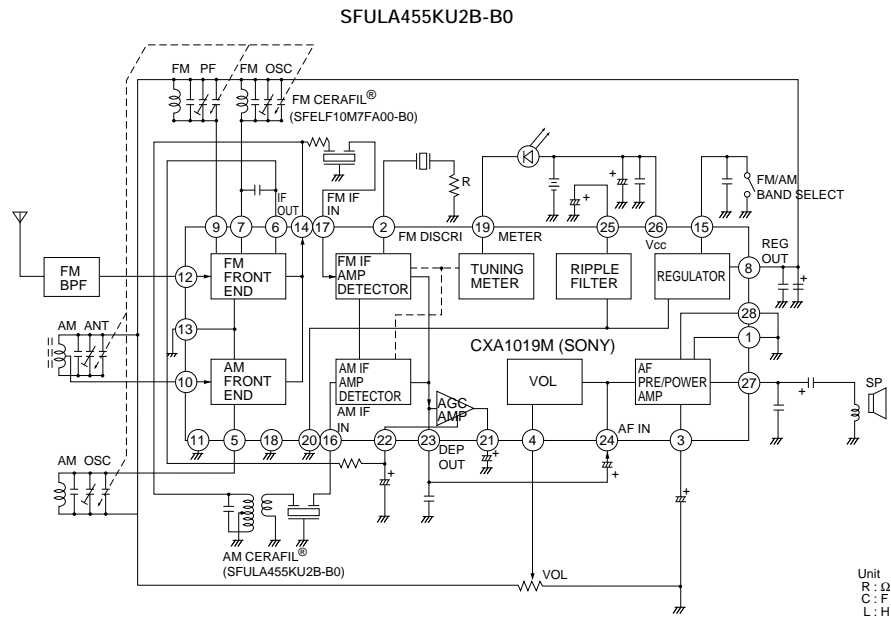 SFULA455KU2B-B0
FM PF
FM OSC
FM CERAFIL®
(SFELF10M7FA00-B0)
R
FM/AM
BAND SELECT
IF
OUT
FM IF
IN
9
7
6
14
17
2
FM DISCRI
19
METER
25
26
Vcc
15
REG
OUT
8
FM
BPF
12
FM
FRONT
END
FM IF
AMP
DETECTOR
TUNING
METER
RIPPLE
FILTER
REGULATOR
13
28
1
AM ANT
CXA1019M (SONY)
10
AM
FRONT
END
AM IF
AMP
DETECTOR
VOL
AF
PRE/POWER
AMP
27
SP
AGC
AMP
AM IF
IN
11
5
18
20
16
22
23
DEP
OUT
21
4
24
AF IN
3
AM OSC
AM CERAFIL®
(SFULA455KU2B-B0)
VOL
Unit
R : Ω
C : F
L : H